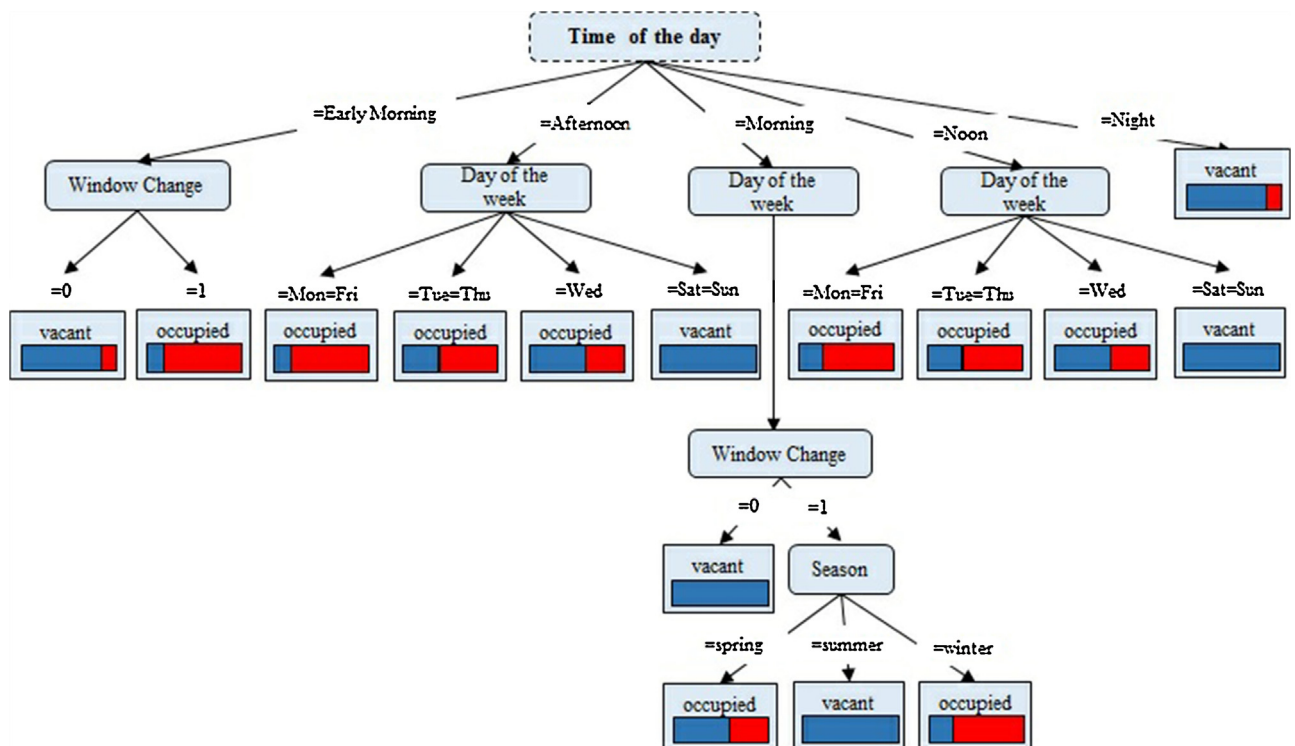 Time of the day
=Early Morning
=Afternoon
=Morning
=Noon
=Night
Window Change
Day of the
week
Day of the
week
Day of the
week
vacant
=0
=1
=Mon=Fri
=Tue=Thu
=Wed
=Sat=Sun
=Mon=Fri
=Tue=Thu
=Wed
=Sat=Sun
vacant
occupied
occupied
occupied
occupied
vacant
occupied
occupied
occupied
vacant
Window Change
=0
=1
vacant
Season
=spring
=summer
=winter
occupied
vacant
occupied